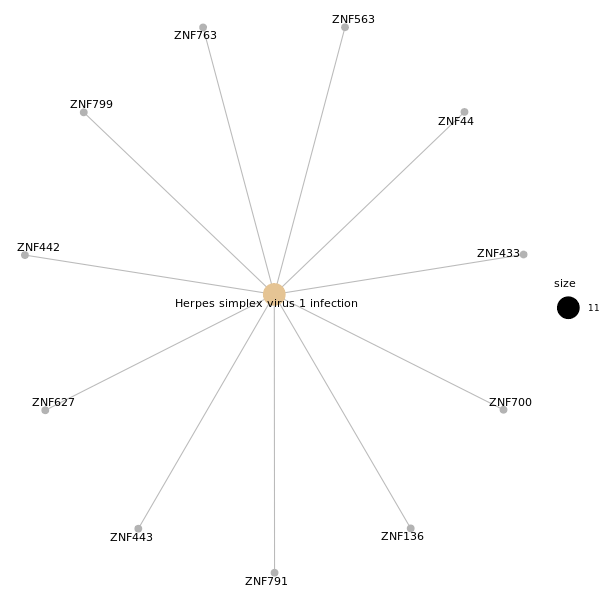 ZNF563
ZNF763
ZNF799
ZNF44
ZNF442
ZNF433
size
Herpes simplex virus 1 infection
11
ZNF627
ZNF700
ZNF443
ZNF136
ZNF791